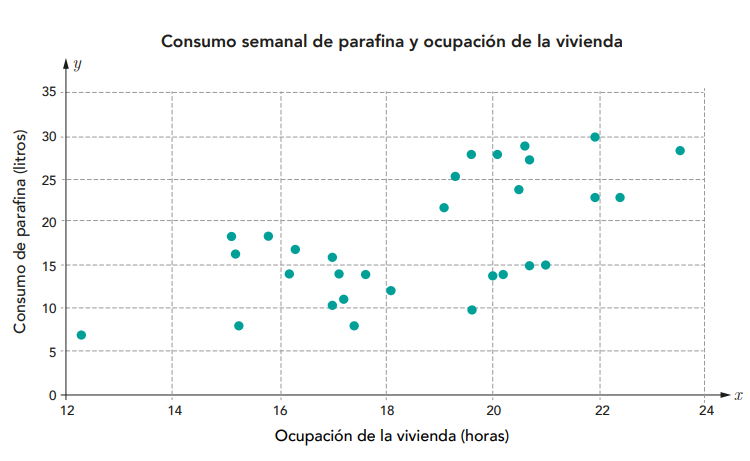 Consumo semanal de parafina y ocupación de la vivienda
y
35
30
25
20
15
10
5
0
Consumo de parafina (litros)
12 14 16 18 20 22 24
x
Ocupación de la vivienda (horas)